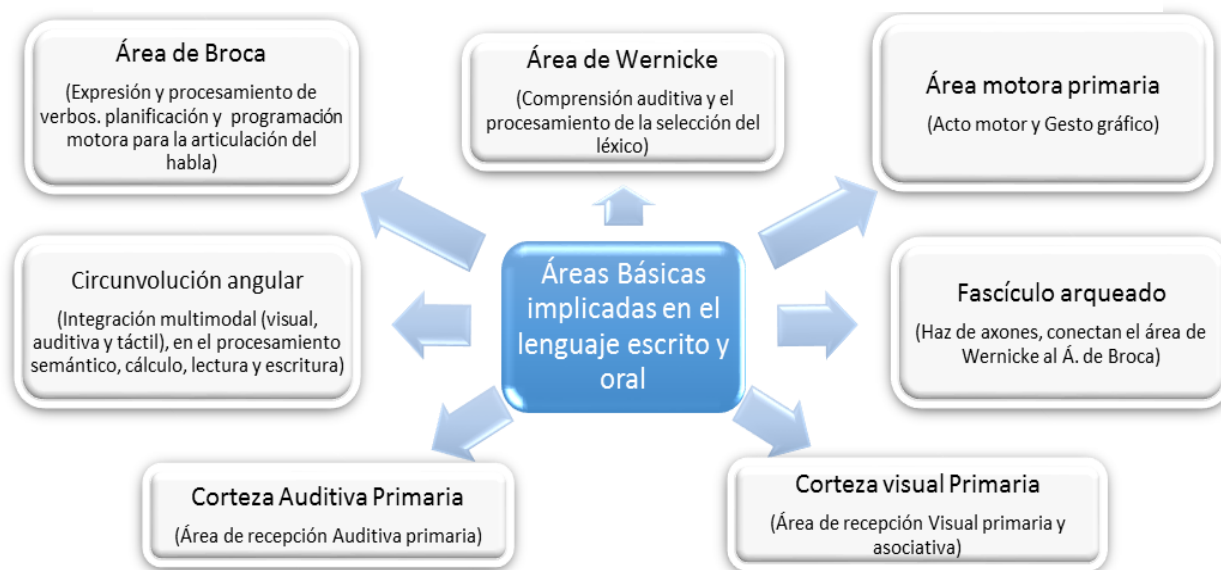 Área de Broca
(Expresión y procesamiento de
verbos. planificación y programación
motora para la articulación del
habla)
Área de Wernicke
(Comprensión auditiva y el
procesamiento de la selección del
léxico)
Área motora primaria
(Acto motor y Gesto gráfico)
Circunvolución angular
(Integración multimodal (visual,
auditiva y táctil), en el procesamiento
semántico, cálculo, lectura y escritura)
Áreas Básicas
implicadas en el
lenguaje escrito y
oral
Fascículo arqueado
(Haz de axones, conectan el área de
Wernicke al Á. de Broca)
Corteza Auditiva Primaria
(Área de recepción Auditiva primaria)
Corteza visual Primaria
(Área de recepción Visual primaria y
asociativa)